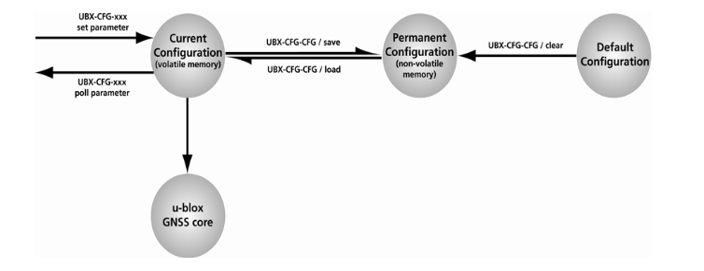 UBX-CFG-xxx
set parameter
UBX-CFG-xxx
poll parameter
Current
Configuration
(volatile memory)
UBX-CFG-CFG / save
UBX-CFG-CFG / load
Permanent
Configuration
(non-volatile
memory)
UBX-CFG-CFG / clear
Default
Configuration
u-blox
GNSS core